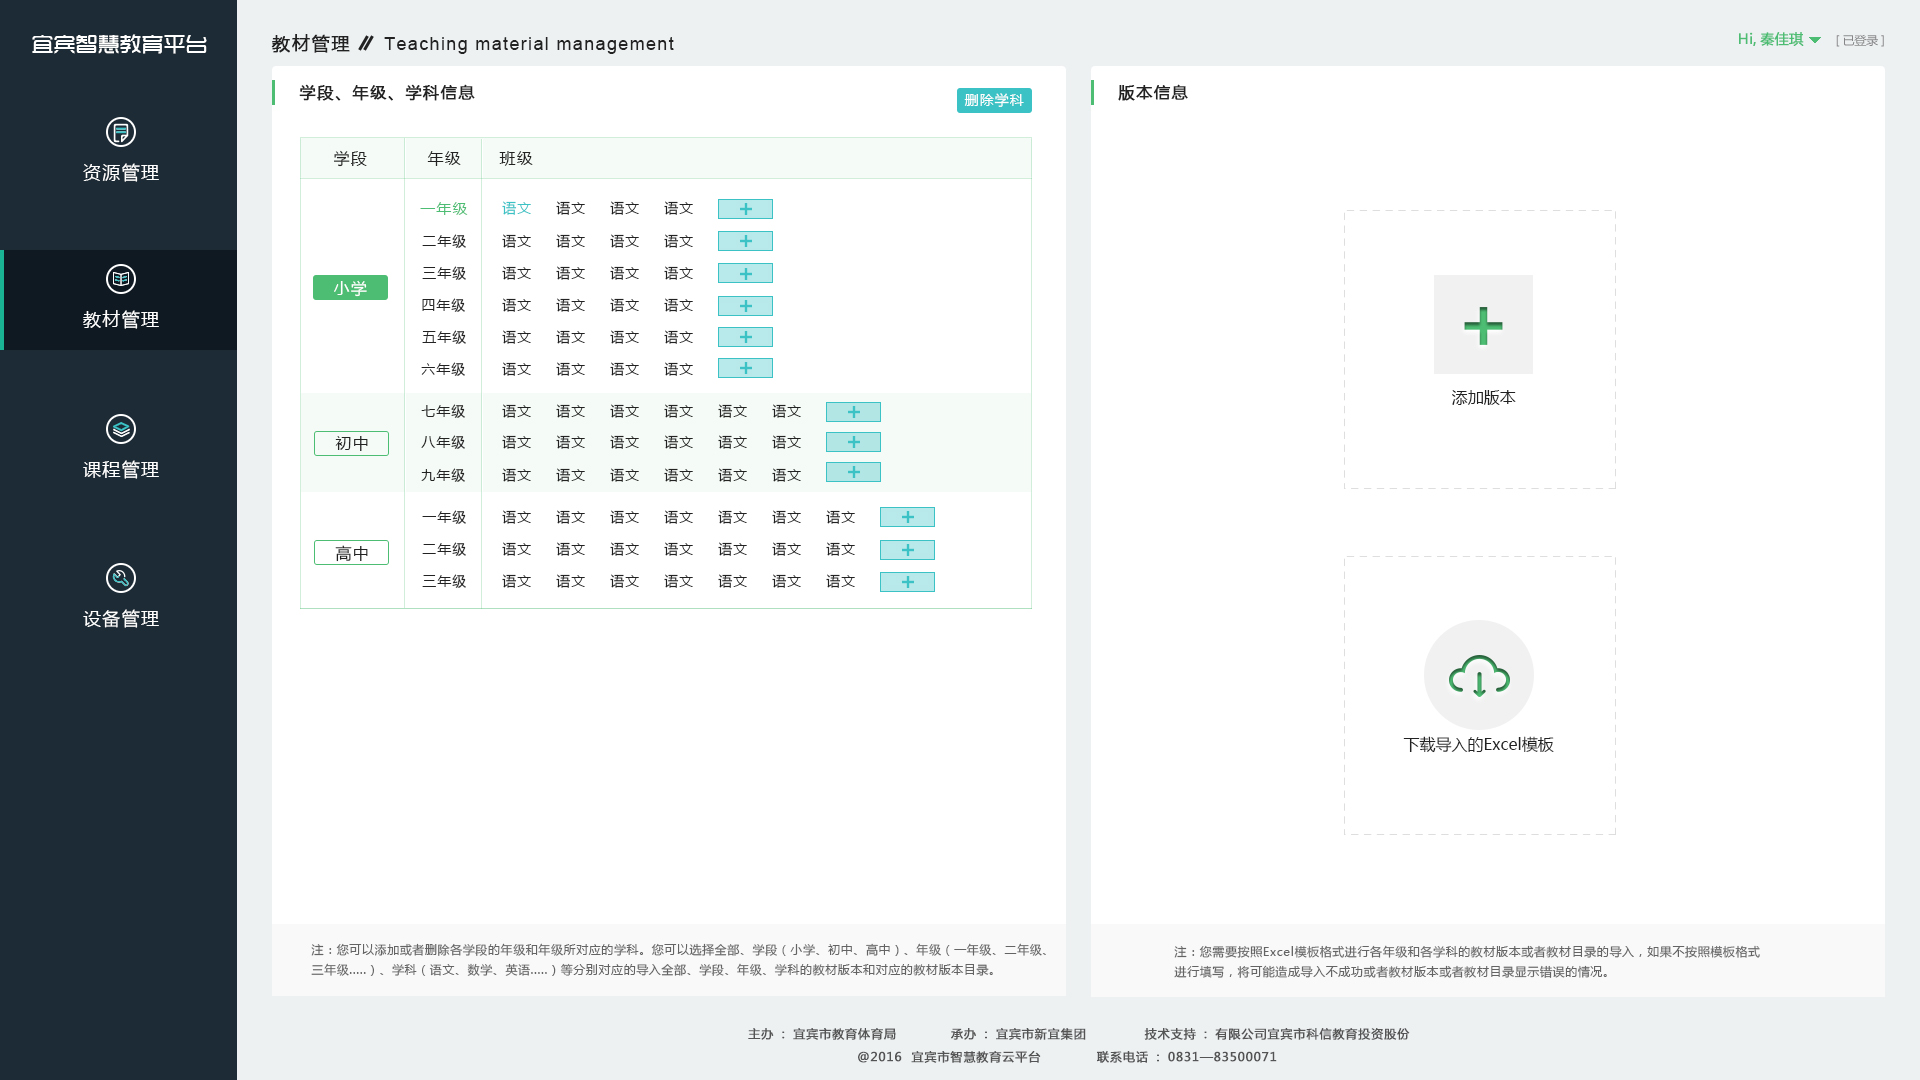 宜宾智慧教育平台
资源管理
教材管理
课程管理
设备管理
教材管理 // Teaching material management
Hi, 秦佳琪 [ 已登录 ]
学段、年级、学科信息
删除学科
学段 年级 班级
小学
一年级 语文 语文 语文 语文 +
二年级 语文 语文 语文 语文 +
三年级 语文 语文 语文 语文 +
四年级 语文 语文 语文 语文 +
五年级 语文 语文 语文 语文 +
六年级 语文 语文 语文 语文 +
初中
七年级 语文 语文 语文 语文 语文 语文 +
八年级 语文 语文 语文 语文 语文 语文 +
九年级 语文 语文 语文 语文 语文 语文 +
高中
一年级 语文 语文 语文 语文 语文 语文 语文 +
二年级 语文 语文 语文 语文 语文 语文 语文 +
三年级 语文 语文 语文 语文 语文 语文 语文 +
注：您可以添加或者删除各学段的年级和年级所对应的学科。您可以选择全部、学段（小学、初中、高中）、年级（一年级、二年级、
三年级.....）、学科（语文、数学、英语.....）等分别对应的导入全部、学段、年级、学科的教材版本和对应的教材版本目录。
版本信息
添加版本
下载导入的Excel模板
注：您需要按照Excel模板格式进行各年级和各学科的教材版本或者教材目录的导入，如果不按照模板格式
进行填写，将可能造成导入不成功或者教材版本或者教材目录显示错误的情况。
主办 ： 宜宾市教育体育局 承办 ： 宜宾市新宜集团 技术支持 ： 有限公司宜宾市科信教育投资股份
@2016 宜宾市智慧教育云平台 联系电话 ： 0831—83500071